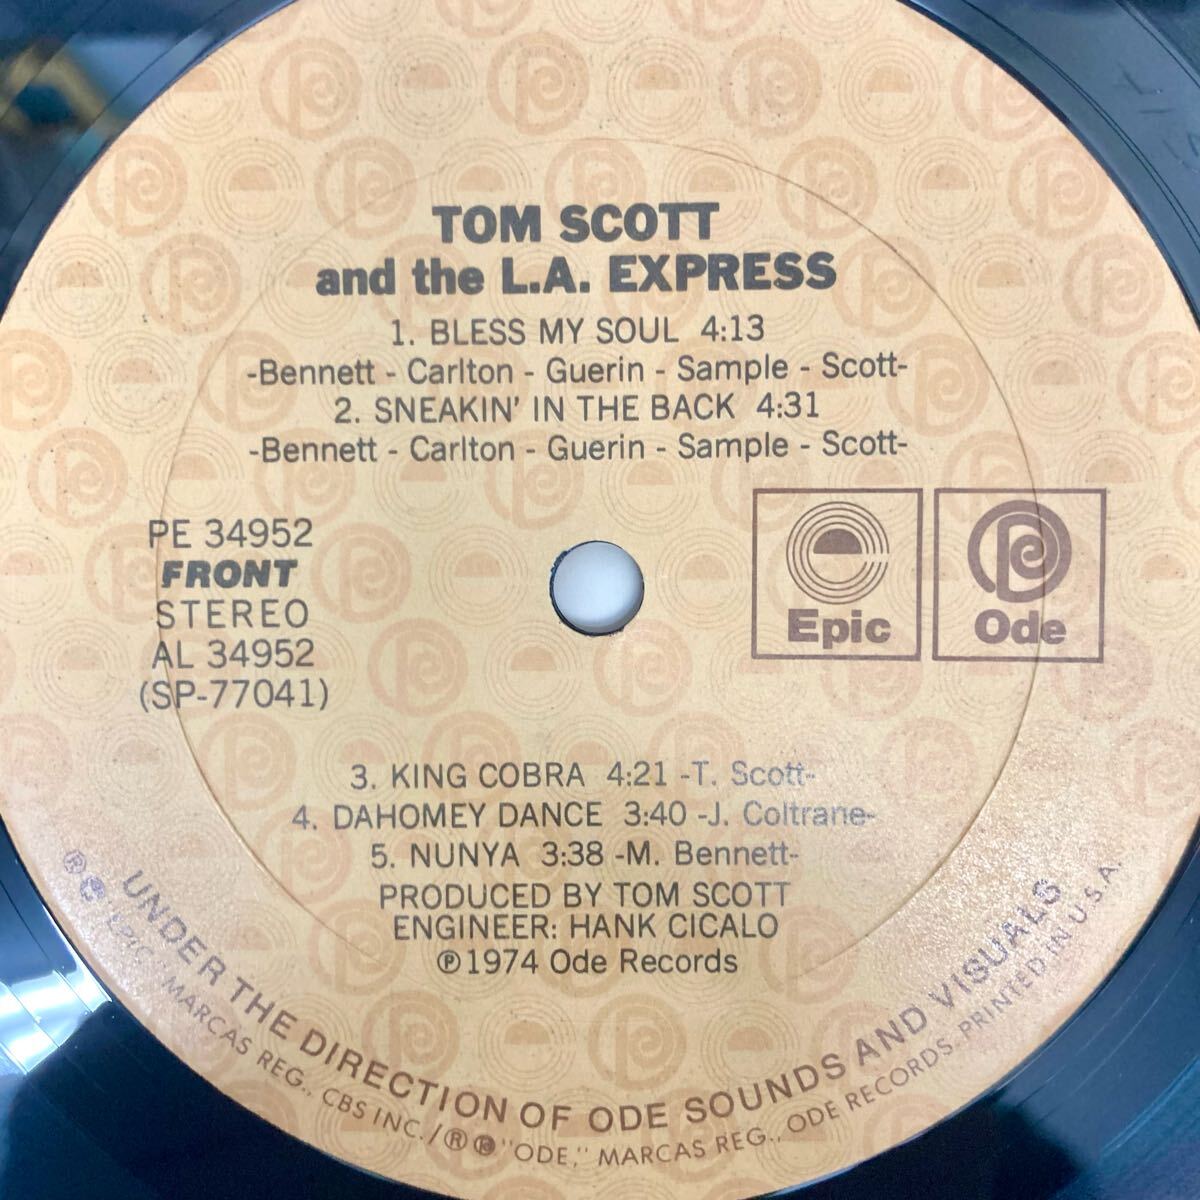 TOM SCOTT
and the L.A. EXPRESS
1. BLESS MY SOUL 4:13
-Bennett - Carlton - Guerin - Sample - Scott-
2. SNEAKIN' IN THE BACK 4:31
-Bennett - Carlton - Guerin - Sample - Scott-
PE 34952
FRONT
STEREO
AL 34952
(SP-77041)
Epic
Ode
3. KING COBRA 4:21 -T. Scott-
4. DAHOMEY DANCE 3:40 -J. Coltrane-
5. NUNYA 3:38 -M. Bennett-
PRODUCED BY TOM SCOTT
ENGINEER: HANK CICALO
℗1974 Ode Records
UNDER THE DIRECTION OF ODE SOUNDS AND VISUALS
® "EPIC," MARCAS REG., CBS INC./® "ODE," MARCAS REG., ODE RECORDS. PRINTED IN U.S.A.